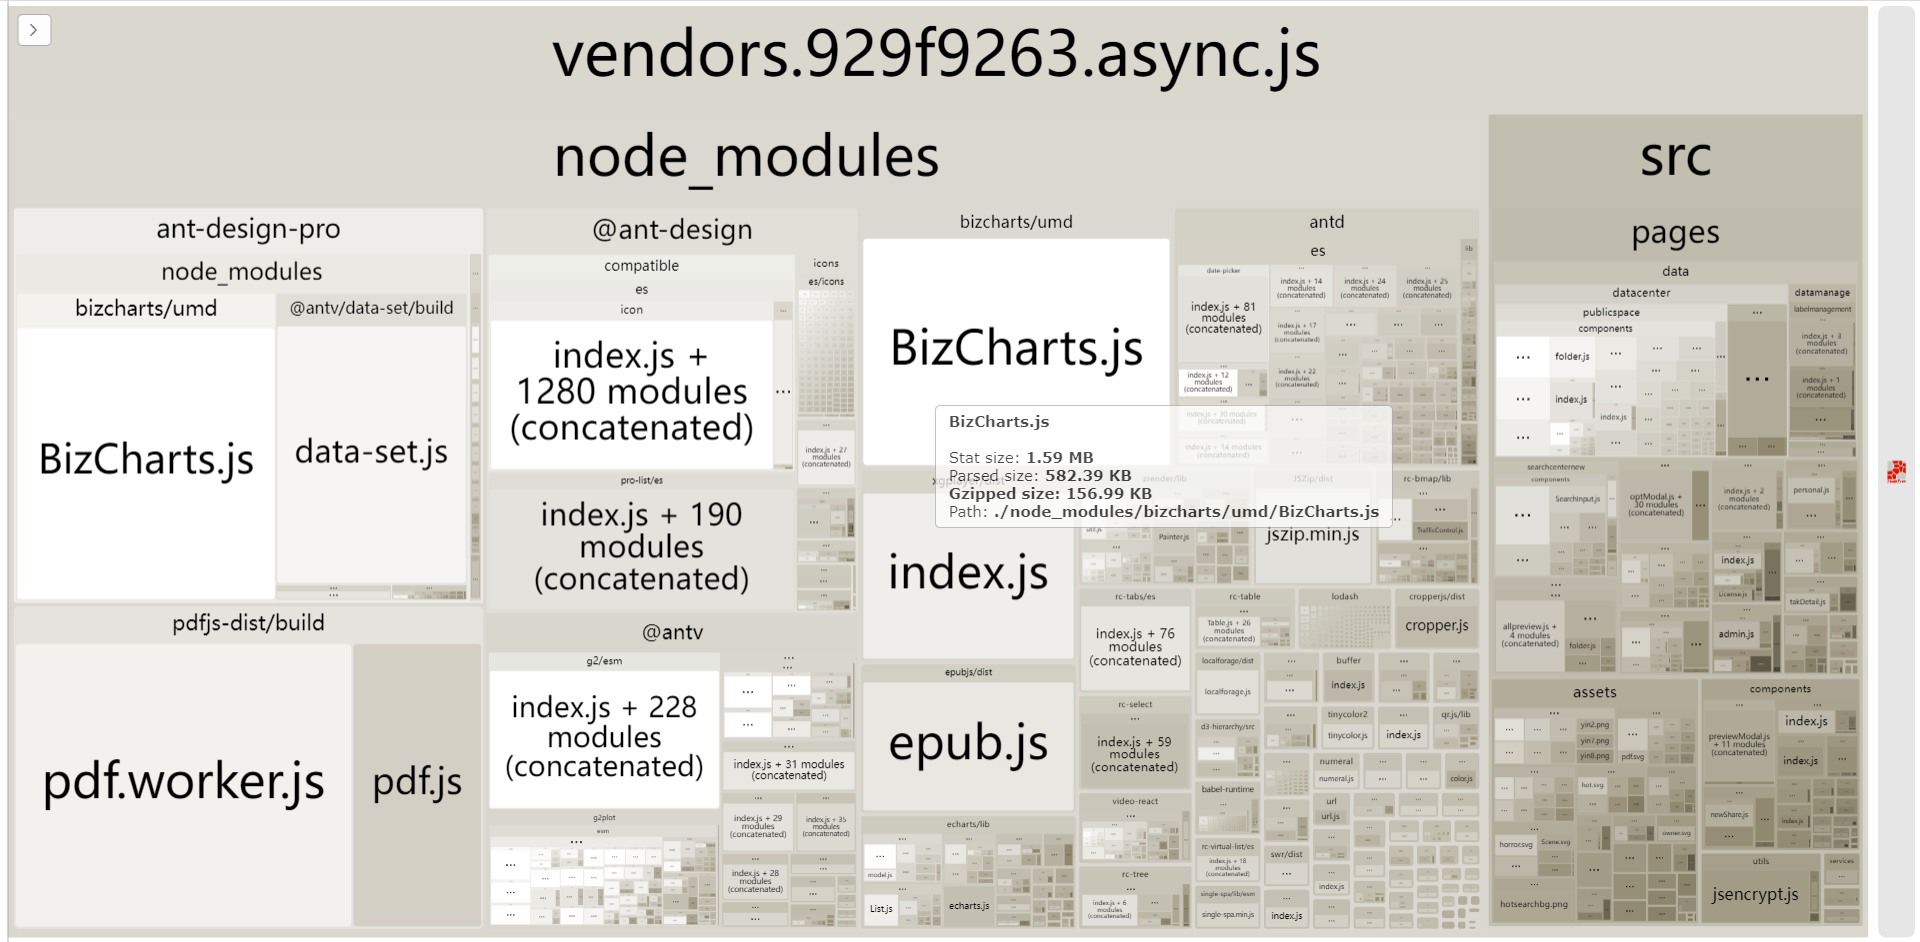 vendors.929f9263.async.js
node_modules
src
ant-design-pro
node_modules
bizcharts/umd
BizCharts.js
@antv/data-set/build
data-set.js
pdfjs-dist/build
pdf.worker.js
pdf.js
@ant-design
compatible
es
icon
index.js +
1280 modules
(concatenated)
icons
es/icons
index.js + 27
modules
(concatenated)
pro-list/es
index.js + 190
modules
(concatenated)
@antv
g2/esm
index.js + 228
modules
(concatenated)
index.js + 31 modules
(concatenated)
index.js + 29
modules
(concatenated)
index.js + 35
modules
(concatenated)
index.js + 28
modules
(concatenated)
g2plot
esm
bizcharts/umd
BizCharts.js
BizCharts.js
Stat size: 1.59 MB
Parsed size: 582.39 KB
Gzipped size: 156.99 KB
Path: ./node_modules/bizcharts/umd/BizCharts.js
index.js
epubjs/dist
epub.js
echarts/lib
model.js
List.js
echarts.js
antd
es
lib
date-picker
index.js + 81
modules
(concatenated)
index.js + 14
modules
(concatenated)
index.js + 24
modules
(concatenated)
index.js + 25
modules
(concatenated)
index.js + 17
modules
(concatenated)
index.js + 22
modules
(concatenated)
index.js + 12
modules
(concatenated)
index.js + 30 modules
(concatenated)
index.js + 14 modules
(concatenated)
zrender/lib
Painter.js
JSZip/dist
jszip.min.js
rc-bmap/lib
TrafficControl.js
rc-tabs/es
index.js + 76
modules
(concatenated)
rc-table
Table.js + 26
modules
(concatenated)
lodash
cropperjs/dist
cropper.js
localforage/dist
localforage.js
buffer
index.js
rc-select
index.js + 59
modules
(concatenated)
d3-hierarchy/src
tinycolor2
tinycolor.js
index.js
qr.js/lib
numeral
numeral.js
color.js
babel-runtime
video-react
url
url.js
rc-virtual-list/es
index.js + 18
modules
(concatenated)
swr/dist
index.js
rc-tree
index.js + 6
modules
(concatenated)
single-spa/lib/esm
single-spa.min.js
index.js
pages
data
datacenter
publicspace
components
folder.js
index.js
index.js
datamanage
labelmanagement
index.js + 3
modules
(concatenated)
index.js + 1
modules
(concatenated)
searchcenternew
components
SearchInput.js
optModal.js +
30 modules
(concatenated)
index.js + 2
modules
(concatenated)
personal.js
index.js
License.js
takDetail.js
allpreview.js +
4 modules
(concatenated)
folder.js
admin.js
assets
yin2.png
yin7.png
yin8.png
pdf.svg
hot.svg
owner.svg
horror.svg
Scene.svg
hotsearchbg.png
components
previewModal.js
+ 11 modules
(concatenated)
index.js
index.js
newShare.js
index.js
utils
jsencrypt.js
services